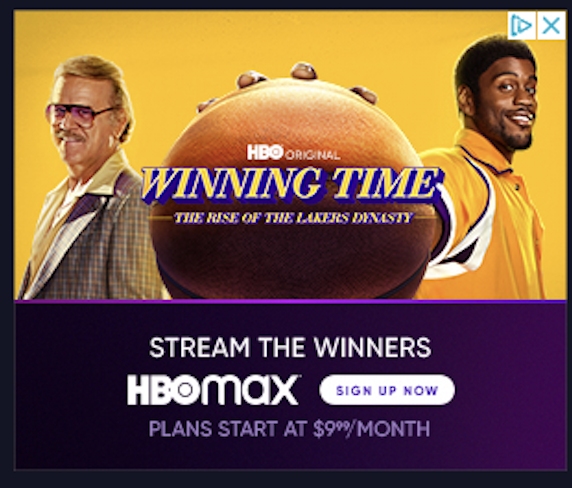 HBO ORIGINAL
WINNING TIME
THE RISE OF THE LAKERS DYNASTY
STREAM THE WINNERS
HBOmax
SIGN UP NOW
PLANS START AT $9⁹⁹/MONTH